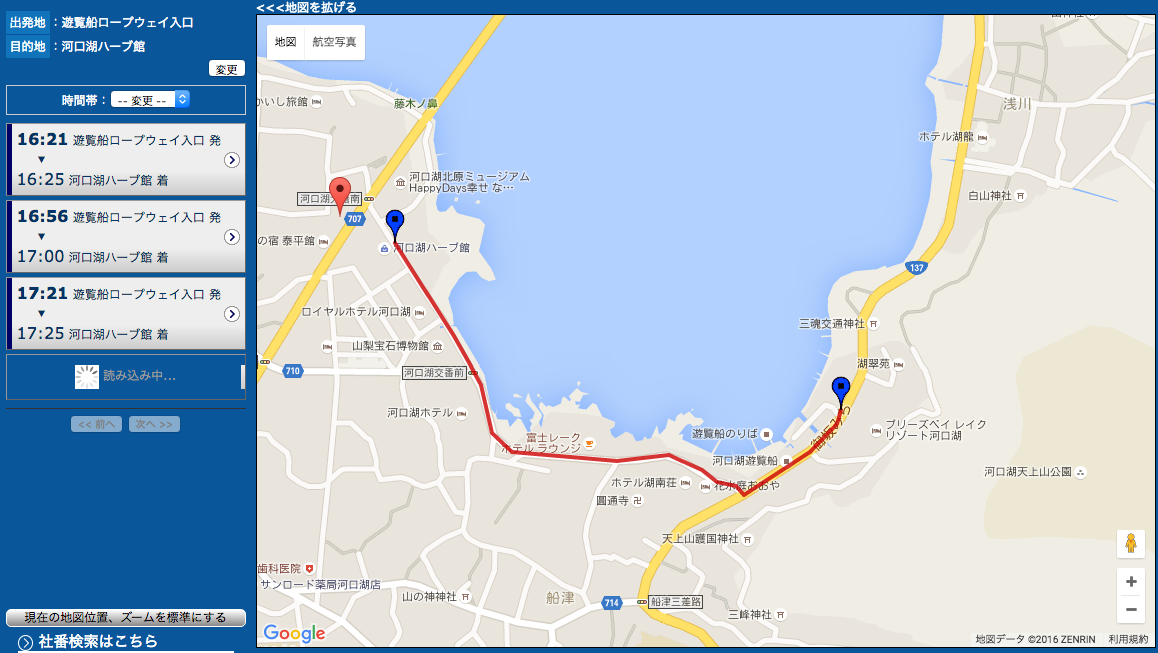 出発地：遊覧船ロープウェイ入口
目的地：河口湖ハーブ館
変更
時間帯：-- 変更 --
16:21 遊覧船ロープウェイ入口 発
▼
16:25 河口湖ハーブ館 着
16:56 遊覧船ロープウェイ入口 発
▼
17:00 河口湖ハーブ館 着
17:21 遊覧船ロープウェイ入口 発
▼
17:25 河口湖ハーブ館 着
読み込み中...
<< 前へ 次へ >>
現在の地図位置、ズームを標準にする
社番検索はこちら
<<<地図を拡げる
地図 航空写真
かいし旅館
藤木ノ鼻
浅川
ホテル湖龍
河口湖北原ミュージアム
HappyDays幸せ な…
白山神社
707
の宿 泰平館
河口湖ハーブ館
137
ロイヤルホテル河口湖
三魂交通神社
山梨宝石博物館
湖翠苑
710
河口湖交番前
河口湖ホテル
富士レーク
ホテル ラウンジ
遊覧船のりば
ブリーズベイ レイク
リゾート河口湖
河口湖遊覧船
河口湖天上山公園
ホテル湖南荘
花水庭おおや
圓通寺
天上山護国神社
歯科医院
サンロード薬局河口湖店
山の神神社
船津
714
船津三差路
三峰神社
Google
地図データ ©2016 ZENRIN 利用規約